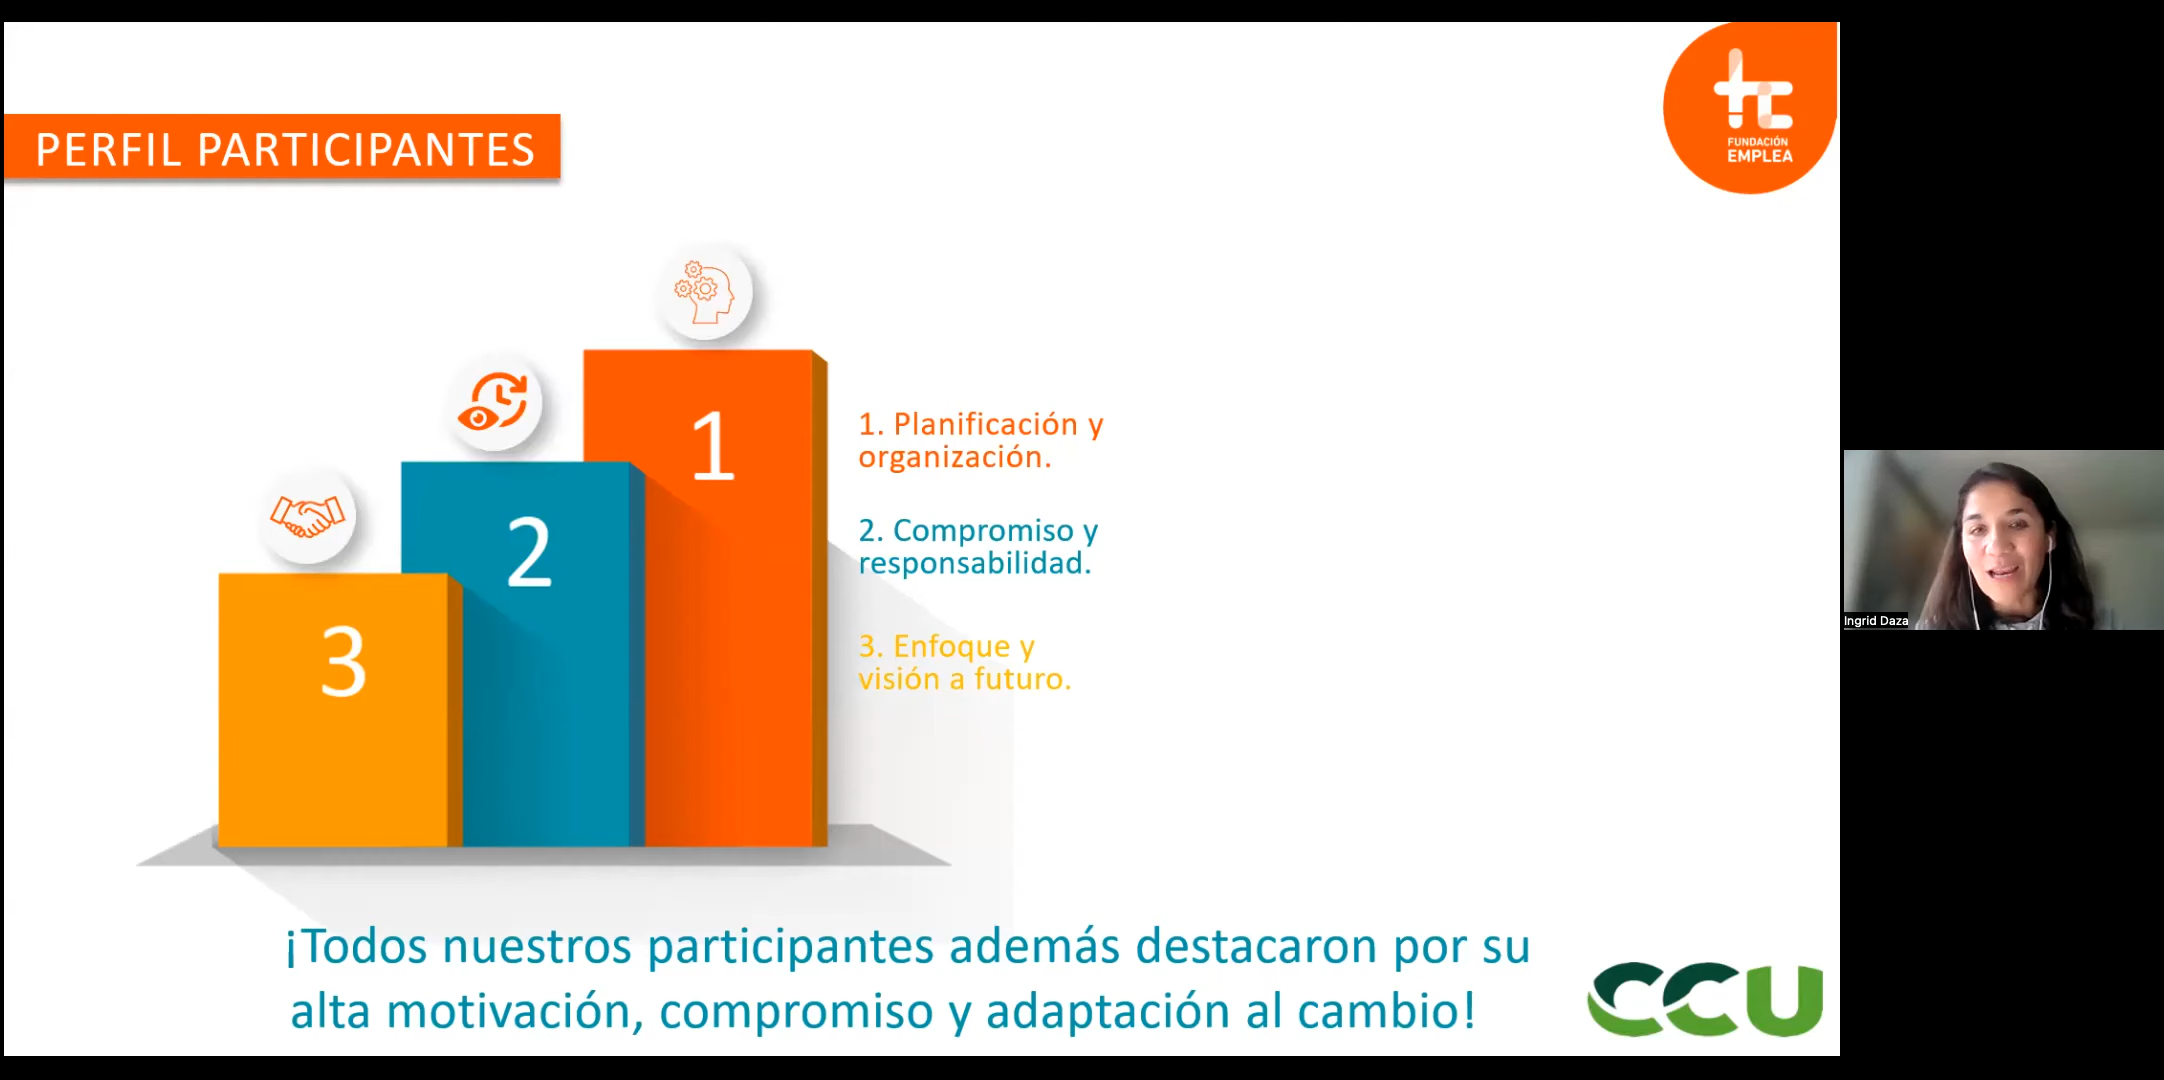 PERFIL PARTICIPANTES
FUNDACIÓN
EMPLEA
1
2
3
1. Planificación y
organización.
2. Compromiso y
responsabilidad.
3. Enfoque y
visión a futuro.
Ingrid Daza
¡Todos nuestros participantes además destacaron por su
alta motivación, compromiso y adaptación al cambio!
CCU